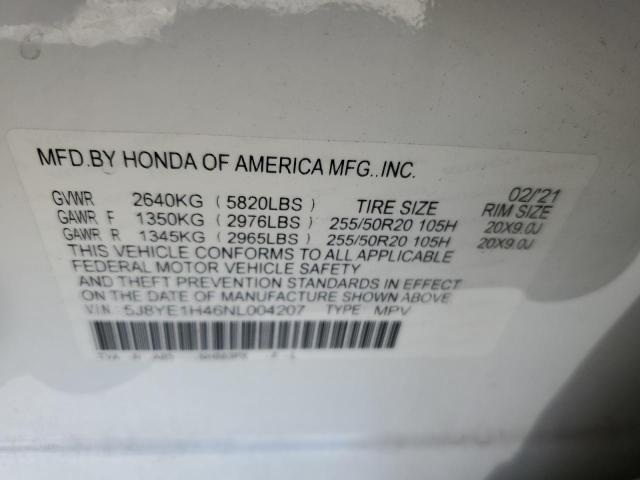 MFD.BY HONDA OF AMERICA MFG.,INC.
02/'21
GVWR 2640KG (5820LBS) TIRE SIZE RIM SIZE
GAWR F 1350KG (2976LBS) 255/50R20 105H 20X9.0J
GAWR R 1345KG (2965LBS) 255/50R20 105H 20X9.0J
THIS VEHICLE CONFORMS TO ALL APPLICABLE
FEDERAL MOTOR VEHICLE SAFETY
AND THEFT PREVENTION STANDARDS IN EFFECT
ON THE DATE OF MANUFACTURE SHOWN ABOVE
V.I.N.: 5J8YE1H46NL004207 TYPE MPV